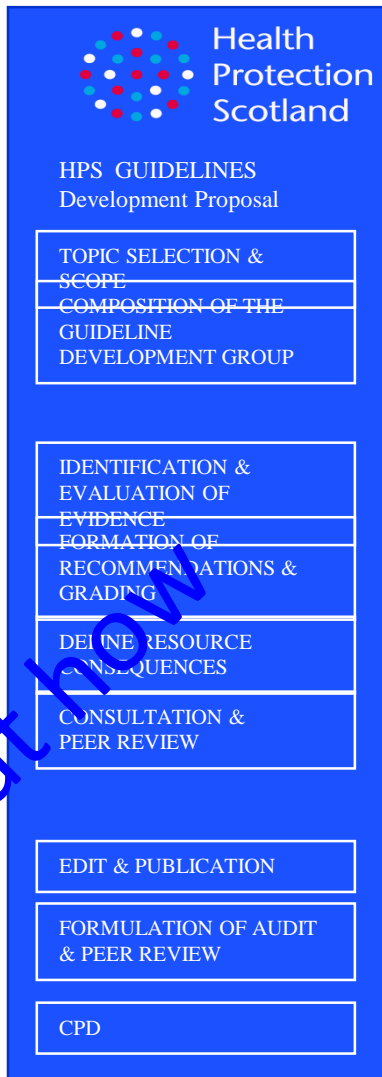 Health
Protection
Scotland
HPS GUIDELINES
Development Proposal
TOPIC SELECTION &
SCOPE
COMPOSITION OF THE
GUIDELINE
DEVELOPMENT GROUP
IDENTIFICATION &
EVALUATION OF
EVIDENCE
FORMATION OF
RECOMMENDATIONS &
GRADING
DEFINE RESOURCE
CONSEQUENCES
CONSULTATION &
PEER REVIEW
EDIT & PUBLICATION
FORMULATION OF AUDIT
& PEER REVIEW
CPD
how